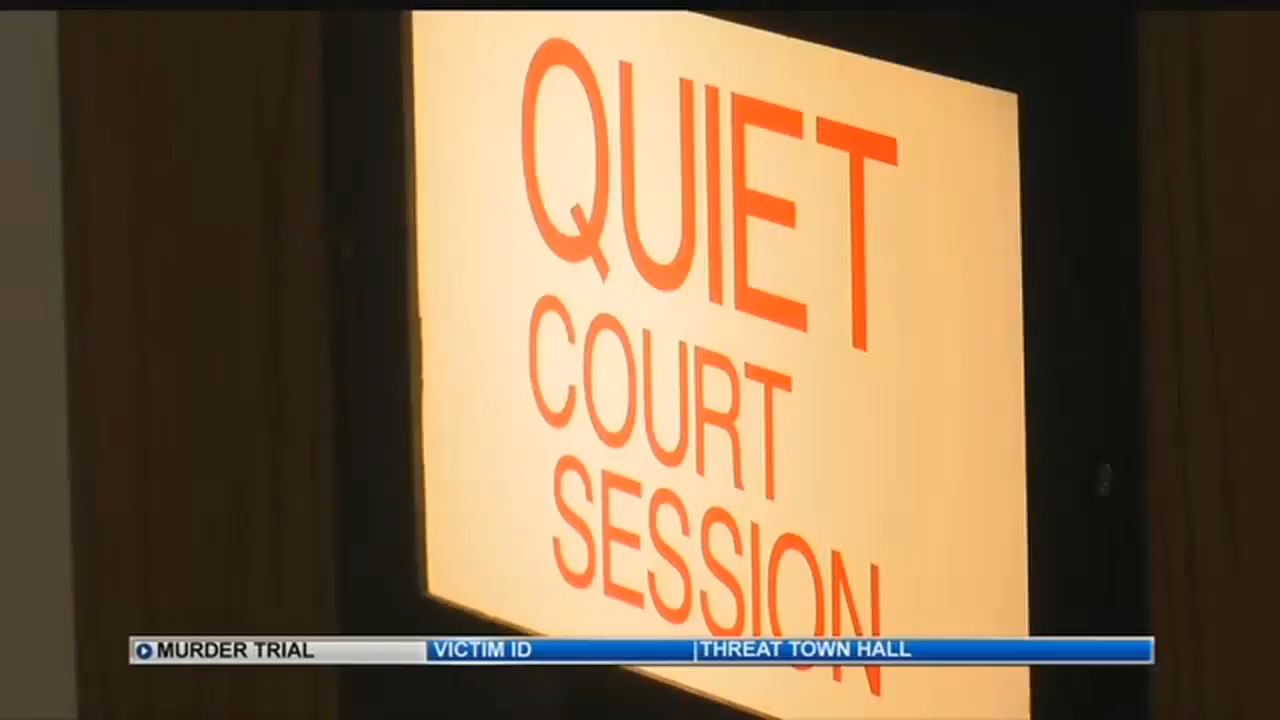 QUIET
COURT
SESSION
MURDER TRIAL VICTIM ID THREAT TOWN HALL